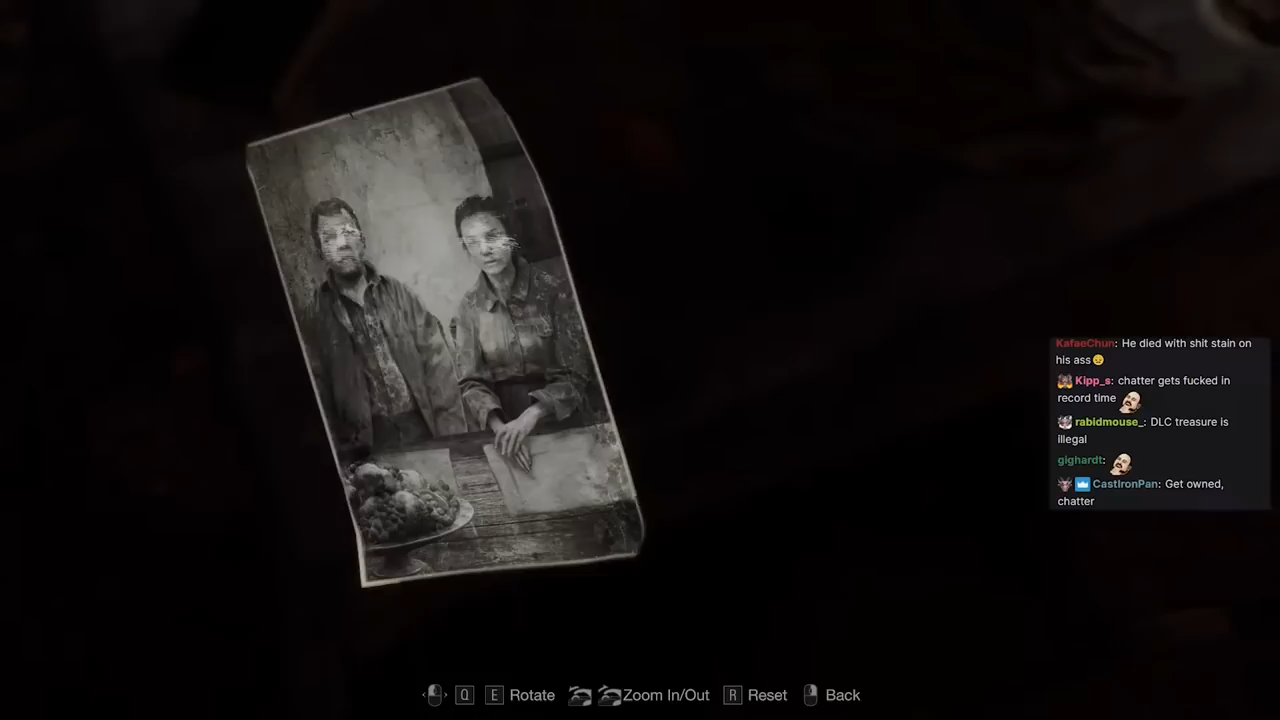 KafaeChun: He died with shit stain on
his ass
Kipp_s: chatter gets fucked in
record time
rabidmouse_: DLC treasure is
illegal
gighardt:
CastIronPan: Get owned,
chatter
Q E Rotate Zoom In/Out R Reset Back